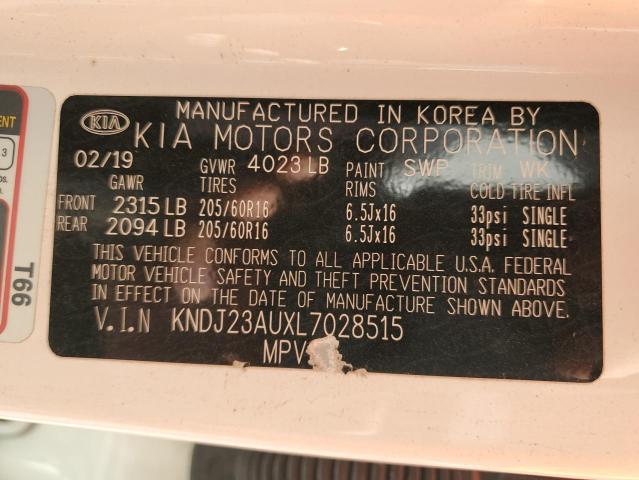 MANUFACTURED IN KOREA BY
KIA
KIA MOTORS CORPORATION
02/19 GVWR 4023 LB PAINT SWP TRIM WK
GAWR TIRES RIMS COLD TIRE INFL
FRONT 2315 LB 205/60R16 6.5Jx16 33psi SINGLE
REAR 2094 LB 205/60R16 6.5Jx16 33psi SINGLE
THIS VEHICLE CONFORMS TO ALL APPLICABLE U.S.A. FEDERAL
MOTOR VEHICLE SAFETY AND THEFT PREVENTION STANDARDS
IN EFFECT ON THE DATE OF MANUFACTURE SHOWN ABOVE.
V.I.N KNDJ23AUXL7028515
MPV
T66
3